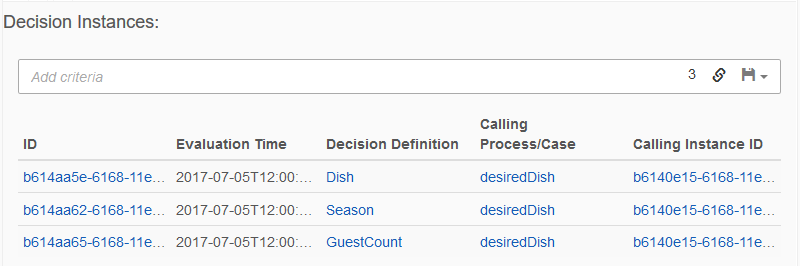 Decision Instances:
Add criteria 3
Calling
ID Evaluation Time Decision Definition Process/Case Calling Instance ID
b614aa5e-6168-11e... 2017-07-05T12:00:... Dish desiredDish b6140e15-6168-11e...
b614aa62-6168-11e... 2017-07-05T12:00:... Season desiredDish b6140e15-6168-11e...
b614aa65-6168-11e... 2017-07-05T12:00:... GuestCount desiredDish b6140e15-6168-11e...